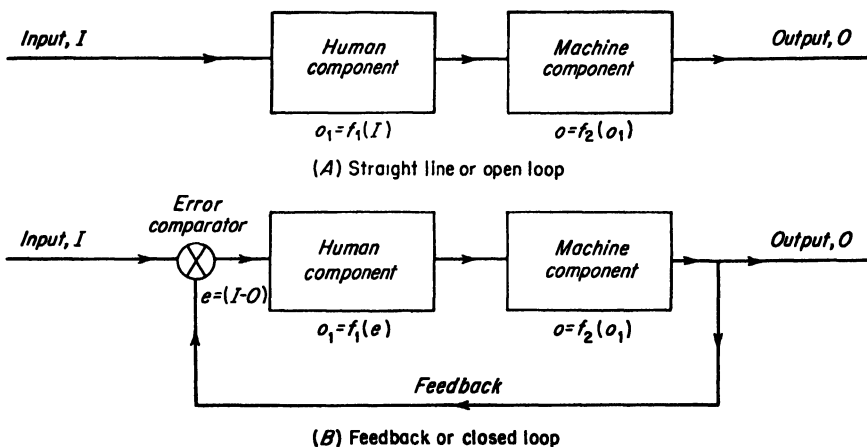 Input, I
Human component
Machine component
Output, O
o₁=f₁(I)
o=f₂(o₁)
(A) Straight line or open loop
Error comparator
Input, I
Human component
Machine component
Output, O
e=(I-O)
o₁=f₁(e)
o=f₂(o₁)
Feedback
(B) Feedback or closed loop